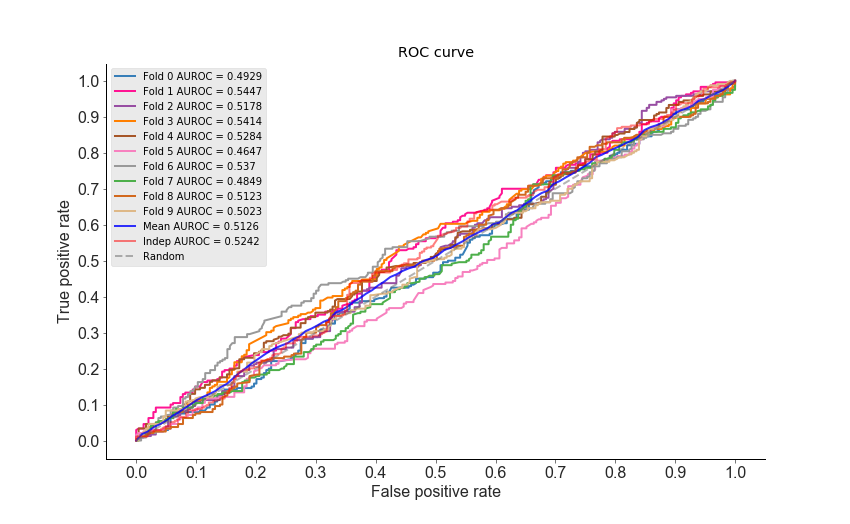 ROC curve
Fold 0 AUROC = 0.4929
Fold 1 AUROC = 0.5447
Fold 2 AUROC = 0.5178
Fold 3 AUROC = 0.5414
Fold 4 AUROC = 0.5284
Fold 5 AUROC = 0.4647
Fold 6 AUROC = 0.537
Fold 7 AUROC = 0.4849
Fold 8 AUROC = 0.5123
Fold 9 AUROC = 0.5023
Mean AUROC = 0.5126
Indep AUROC = 0.5242
Random
True positive rate
1.0
0.9
0.8
0.7
0.6
0.5
0.4
0.3
0.2
0.1
0.0
0.0 0.1 0.2 0.3 0.4 0.5 0.6 0.7 0.8 0.9 1.0
False positive rate